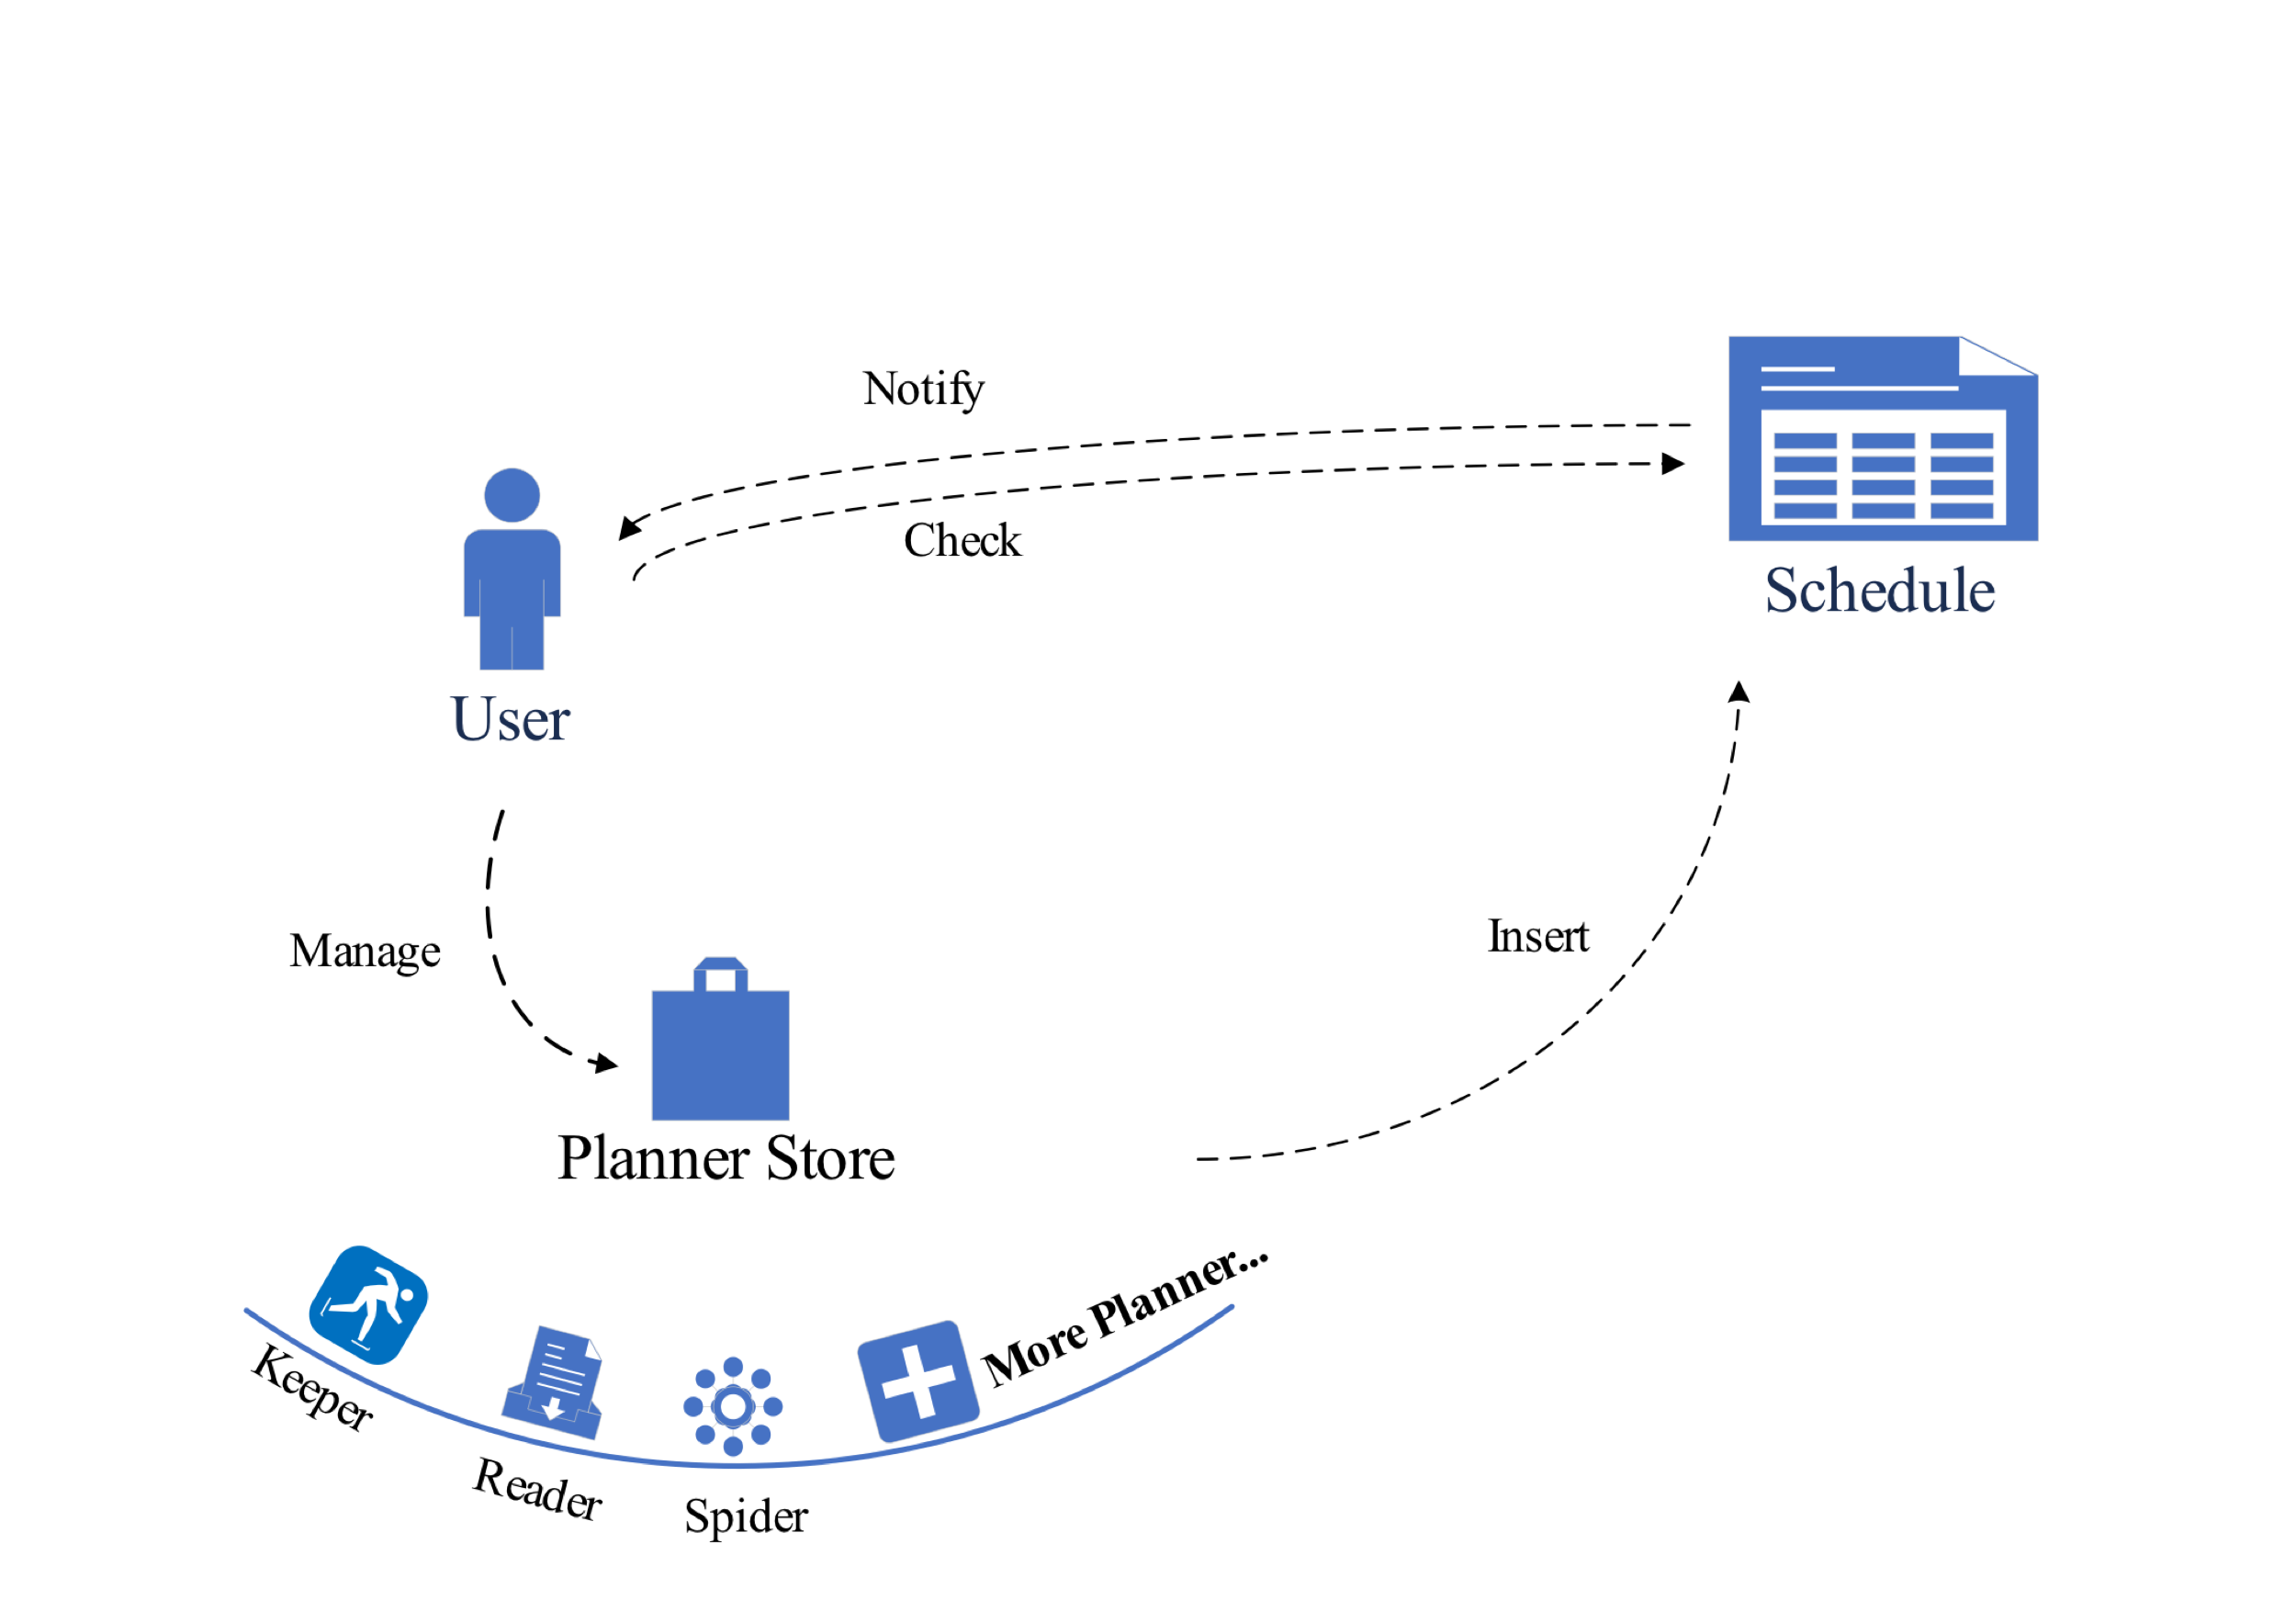 Notify
Check
Schedule
User
Manage
Insert
Planner Store
More Planner...
Keeper
Reader
Spider